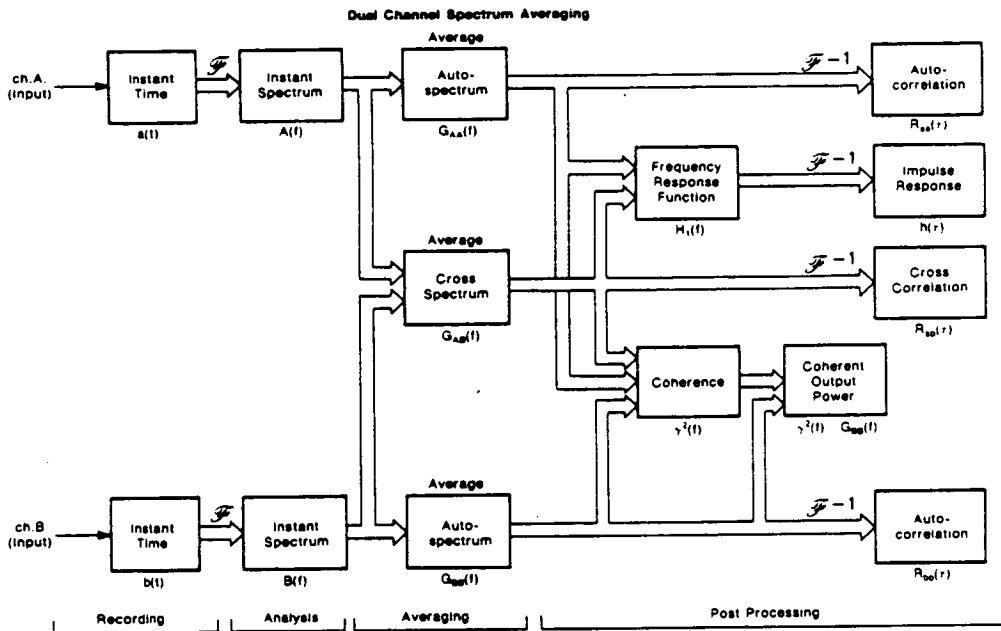 Dual Channel Spectrum Averaging
ch.A.
(Input)
Instant
Time
a(t)
ℱ
Instant
Spectrum
A(f)
Average
Auto-
spectrum
G_AA(f)
ℱ-1
Auto-
correlation
R_aa(τ)
Frequency
Response
Function
H₁(f)
ℱ-1
Impulse
Response
h(τ)
Average
Cross
Spectrum
G_AB(f)
ℱ-1
Cross
Correlation
R_ab(τ)
Coherence
γ²(f)
Coherent
Output
Power
γ²(f) G_BB(f)
ch.B
(Input)
Instant
Time
b(t)
ℱ
Instant
Spectrum
B(f)
Average
Auto-
spectrum
G_BB(f)
ℱ-1
Auto-
correlation
R_bb(τ)
Recording
Analysis
Averaging
Post Processing